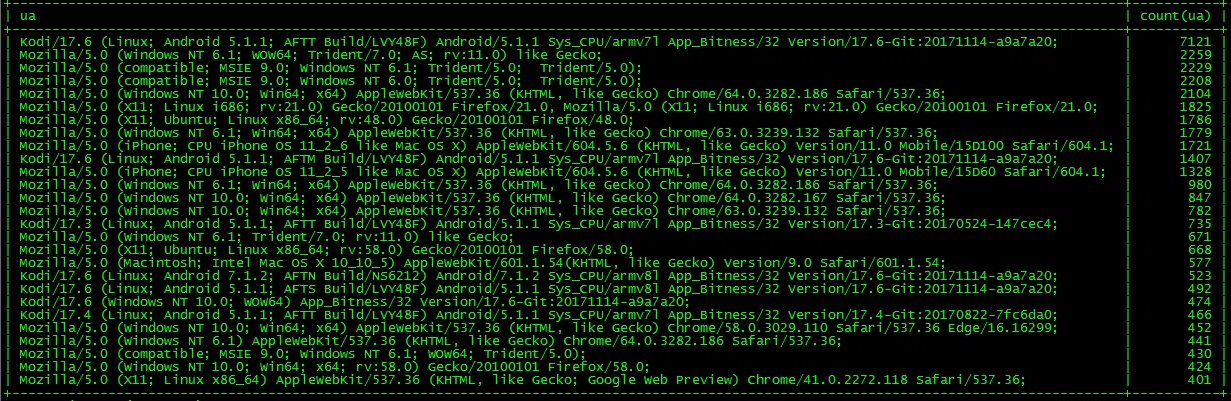 | ua | count(ua) |
| Kodi/17.6 (Linux; Android 5.1.1; AFTT Build/LVY48F) Android/5.1.1 Sys_CPU/armv7l App_Bitness/32 Version/17.6-Git:20171114-a9a7a20; | 7121 |
| Mozilla/5.0 (Windows NT 6.1; WOW64; Trident/7.0; AS; rv:11.0) like Gecko; | 2259 |
| Mozilla/5.0 (compatible; MSIE 9.0; Windows NT 6.1; Trident/5.0;  Trident/5.0); | 2229 |
| Mozilla/5.0 (compatible; MSIE 9.0; Windows NT 6.0; Trident/5.0;  Trident/5.0); | 2208 |
| Mozilla/5.0 (Windows NT 10.0; Win64; x64) AppleWebKit/537.36 (KHTML, like Gecko) Chrome/64.0.3282.186 Safari/537.36; | 2104 |
| Mozilla/5.0 (X11; Linux i686; rv:21.0) Gecko/20100101 Firefox/21.0, Mozilla/5.0 (X11; Linux i686; rv:21.0) Gecko/20100101 Firefox/21.0; | 1825 |
| Mozilla/5.0 (X11; Ubuntu; Linux x86_64; rv:48.0) Gecko/20100101 Firefox/48.0; | 1786 |
| Mozilla/5.0 (Windows NT 6.1; Win64; x64) AppleWebKit/537.36 (KHTML, like Gecko) Chrome/63.0.3239.132 Safari/537.36; | 1779 |
| Mozilla/5.0 (iPhone; CPU iPhone OS 11_2_6 like Mac OS X) AppleWebKit/604.5.6 (KHTML, like Gecko) Version/11.0 Mobile/15D100 Safari/604.1; | 1721 |
| Kodi/17.6 (Linux; Android 5.1.1; AFTM Build/LVY48F) Android/5.1.1 Sys_CPU/armv7l App_Bitness/32 Version/17.6-Git:20171114-a9a7a20; | 1407 |
| Mozilla/5.0 (iPhone; CPU iPhone OS 11_2_5 like Mac OS X) AppleWebKit/604.5.6 (KHTML, like Gecko) Version/11.0 Mobile/15D60 Safari/604.1; | 1328 |
| Mozilla/5.0 (Windows NT 6.1; Win64; x64) AppleWebKit/537.36 (KHTML, like Gecko) Chrome/64.0.3282.186 Safari/537.36; | 980 |
| Mozilla/5.0 (Windows NT 10.0; Win64; x64) AppleWebKit/537.36 (KHTML, like Gecko) Chrome/64.0.3282.167 Safari/537.36; | 847 |
| Mozilla/5.0 (Windows NT 10.0; Win64; x64) AppleWebKit/537.36 (KHTML, like Gecko) Chrome/63.0.3239.132 Safari/537.36; | 782 |
| Kodi/17.3 (Linux; Android 5.1.1; AFTT Build/LVY48F) Android/5.1.1 Sys_CPU/armv7l App_Bitness/32 Version/17.3-Git:20170524-147cec4; | 735 |
| Mozilla/5.0 (Windows NT 6.1; Trident/7.0; rv:11.0) like Gecko; | 671 |
| Mozilla/5.0 (X11; Ubuntu; Linux x86_64; rv:58.0) Gecko/20100101 Firefox/58.0; | 668 |
| Mozilla/5.0 (Macintosh; Intel Mac OS X 10_10_5) AppleWebKit/601.1.54(KHTML, like Gecko) Version/9.0 Safari/601.1.54; | 577 |
| Kodi/17.6 (Linux; Android 7.1.2; AFTN Build/NS6212) Android/7.1.2 Sys_CPU/armv8l App_Bitness/32 Version/17.6-Git:20171114-a9a7a20; | 523 |
| Kodi/17.6 (Linux; Android 5.1.1; AFTS Build/LVY48F) Android/5.1.1 Sys_CPU/armv8l App_Bitness/32 Version/17.6-Git:20171114-a9a7a20; | 492 |
| Kodi/17.6 (Windows NT 10.0; WOW64) App_Bitness/32 Version/17.6-Git:20171114-a9a7a20; | 474 |
| Kodi/17.4 (Linux; Android 5.1.1; AFTT Build/LVY48F) Android/5.1.1 Sys_CPU/armv7l App_Bitness/32 Version/17.4-Git:20170822-7fc6da0; | 466 |
| Mozilla/5.0 (Windows NT 10.0; Win64; x64) AppleWebKit/537.36 (KHTML, like Gecko) Chrome/58.0.3029.110 Safari/537.36 Edge/16.16299; | 452 |
| Mozilla/5.0 (Windows NT 6.1) AppleWebKit/537.36 (KHTML, like Gecko) Chrome/64.0.3282.186 Safari/537.36; | 441 |
| Mozilla/5.0 (compatible; MSIE 9.0; Windows NT 6.1; WOW64; Trident/5.0); | 430 |
| Mozilla/5.0 (Windows NT 10.0; Win64; x64; rv:58.0) Gecko/20100101 Firefox/58.0; | 424 |
| Mozilla/5.0 (X11; Linux x86_64) AppleWebKit/537.36 (KHTML, like Gecko; Google Web Preview) Chrome/41.0.2272.118 Safari/537.36; | 401 |